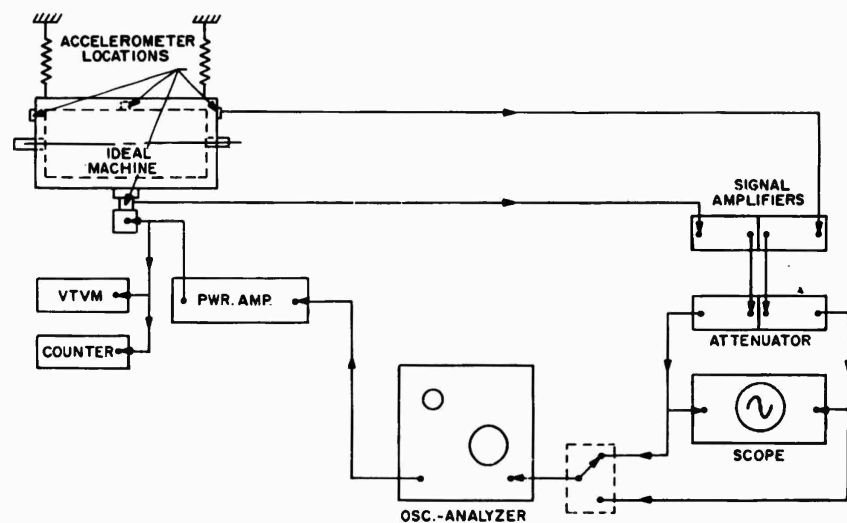 ACCELEROMETER
LOCATIONS
IDEAL
MACHINE
SIGNAL
AMPLIFIERS
VTVM
PWR. AMP.
COUNTER
ATTENUATOR
SCOPE
OSC.-ANALYZER